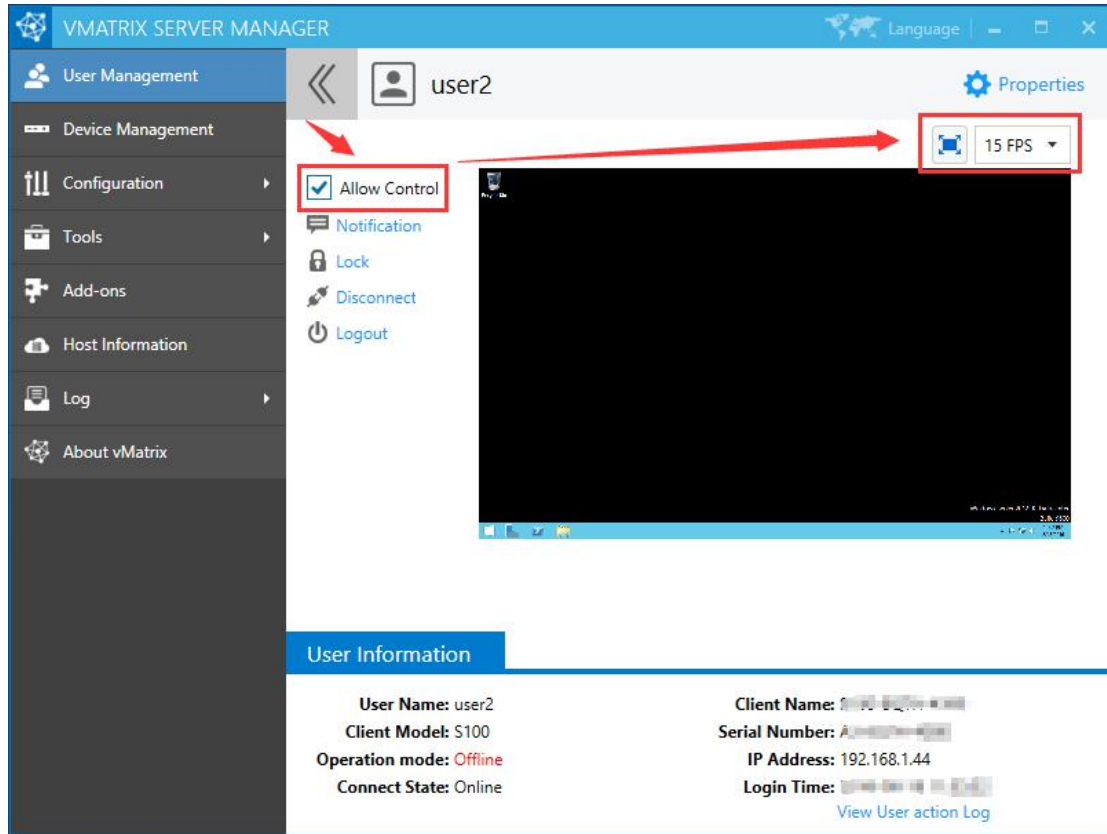 VMATRIX SERVER MANAGER
Language
User Management
Device Management
Configuration
Tools
Add-ons
Host Information
Log
About vMatrix
user2
Properties
15 FPS
Allow Control
Notification
Lock
Disconnect
Logout
User Information
User Name: user2
Client Model: S100
Operation mode: Offline
Connect State: Online
Client Name:
Serial Number:
IP Address: 192.168.1.44
Login Time:
View User action Log